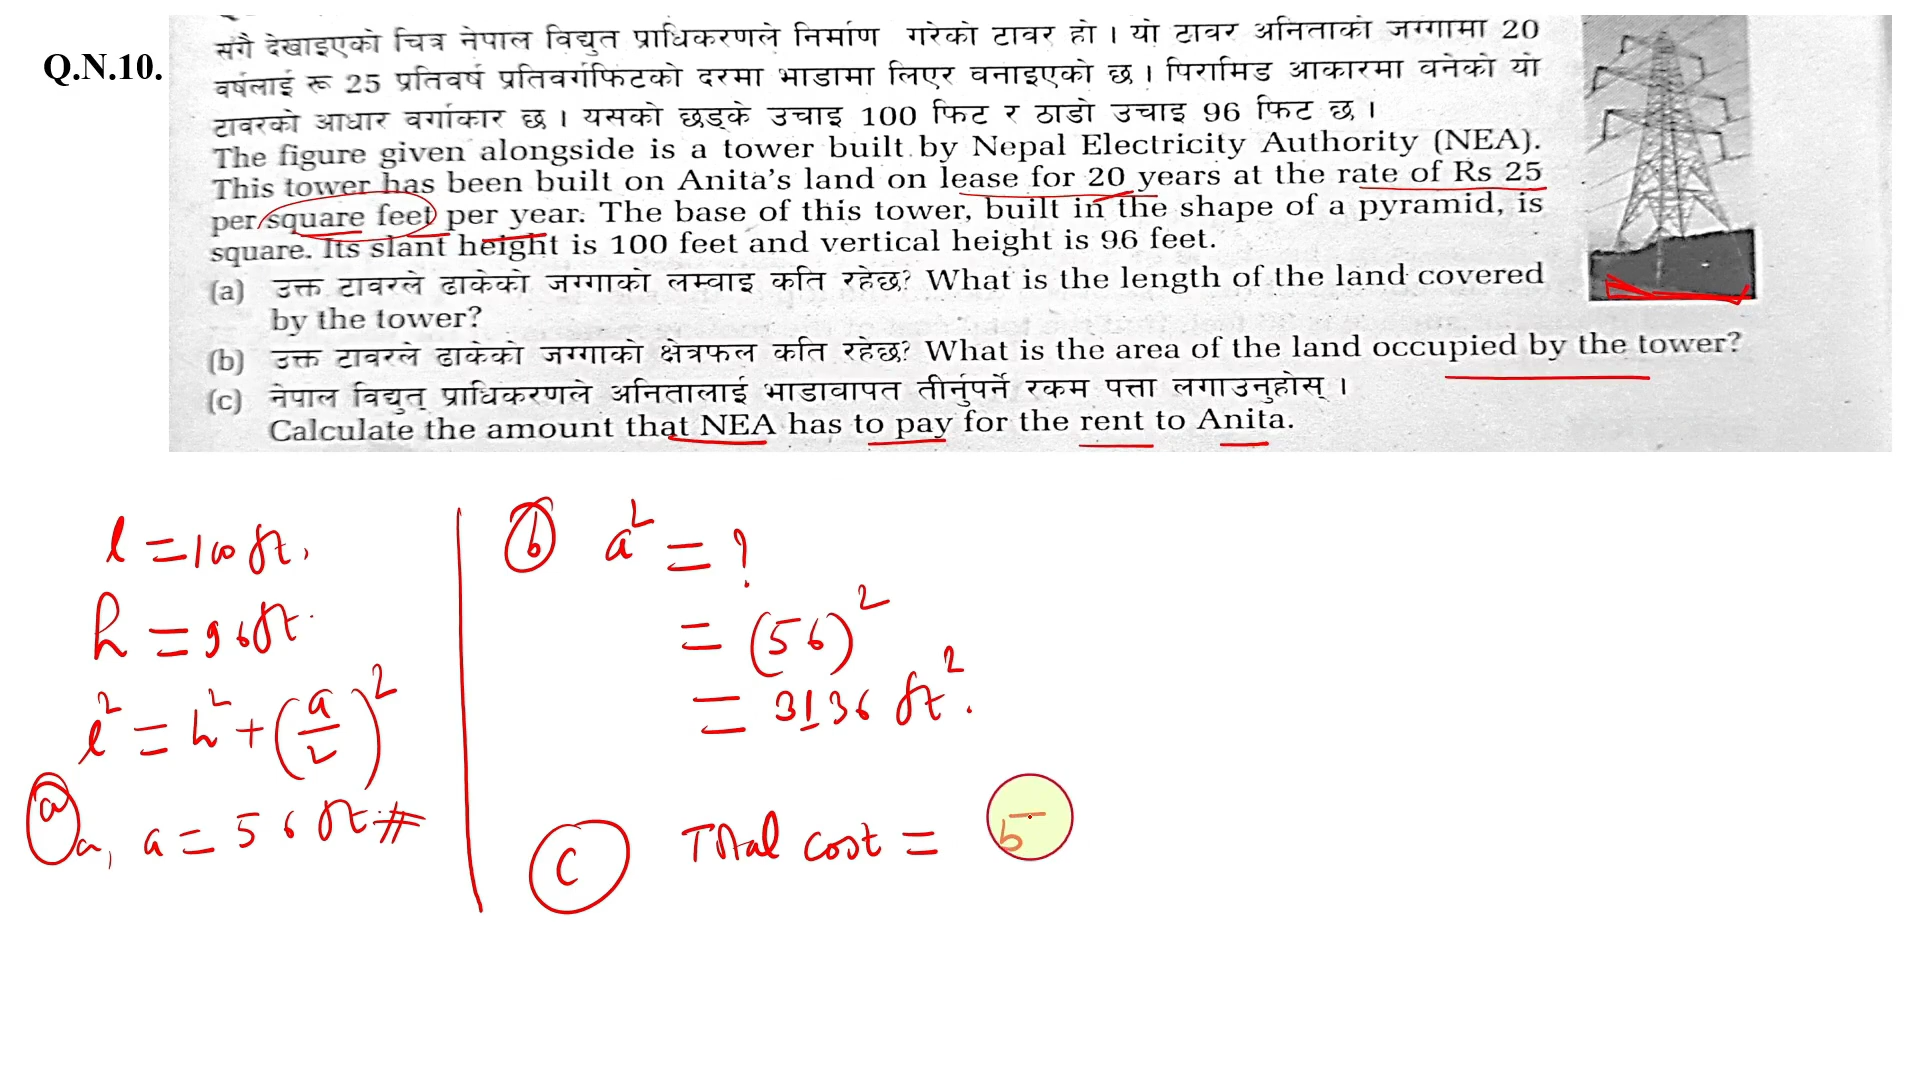 Q.N.10.
संगै देखाइएको चित्र नेपाल विद्युत प्राधिकरणले निर्माण गरेको टावर हो । यो टावर अनिताको जग्गामा 20
वर्षलाई रू 25 प्रतिवर्ष प्रतिवर्गफिटको दरमा भाडामा लिएर बनाइएको छ । पिरामिड आकारमा बनेको यो
टावरको आधार वर्गाकार छ । यसको छड्के उचाइ 100 फिट र ठाडो उचाइ 96 फिट छ ।
The figure given alongside is a tower built by Nepal Electricity Authority (NEA).
This tower has been built on Anita's land on lease for 20 years at the rate of Rs 25
per square feet per year. The base of this tower, built in the shape of a pyramid, is
square. Its slant height is 100 feet and vertical height is 96 feet.
(a) उक्त टावरले ढाकेको जग्गाको लम्वाइ कति रहेछ? What is the length of the land covered
by the tower?
(b) उक्त टावरले ढाकेको जग्गाको क्षेत्रफल कति रहेछ? What is the area of the land occupied by the tower?
(c) नेपाल विद्युत् प्राधिकरणले अनितालाई भाडावापत तीर्नुपर्ने रकम पत्ता लगाउनुहोस् ।
Calculate the amount that NEA has to pay for the rent to Anita.
l = 100 ft.
h = 96 ft.
l² = h² + (a/2)²
(a) a, a = 56 ft #
(b) a² = ?
= (56)²
= 3136 ft².
(c) Total cost =